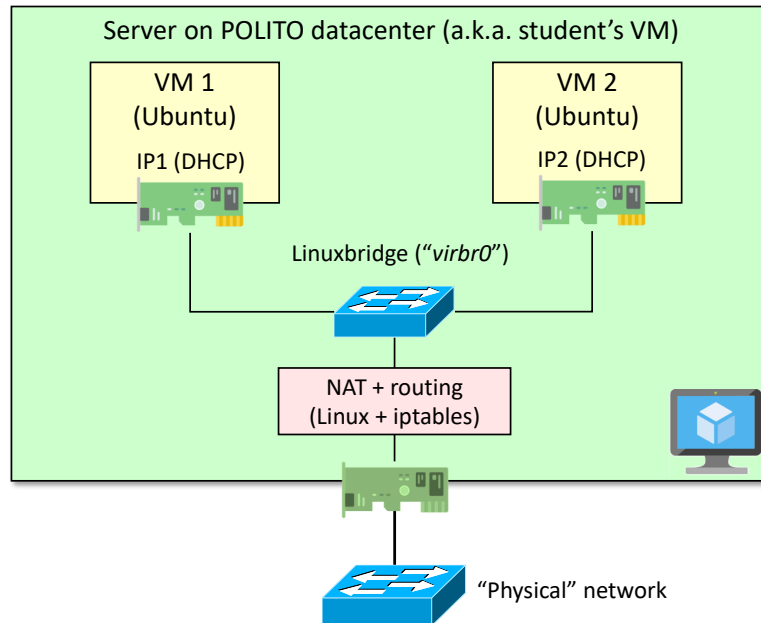 Server on POLITO datacenter (a.k.a. student's VM)
VM 1
(Ubuntu)
IP1 (DHCP)
VM 2
(Ubuntu)
IP2 (DHCP)
Linuxbridge (“virbr0”)
NAT + routing
(Linux + iptables)
“Physical” network